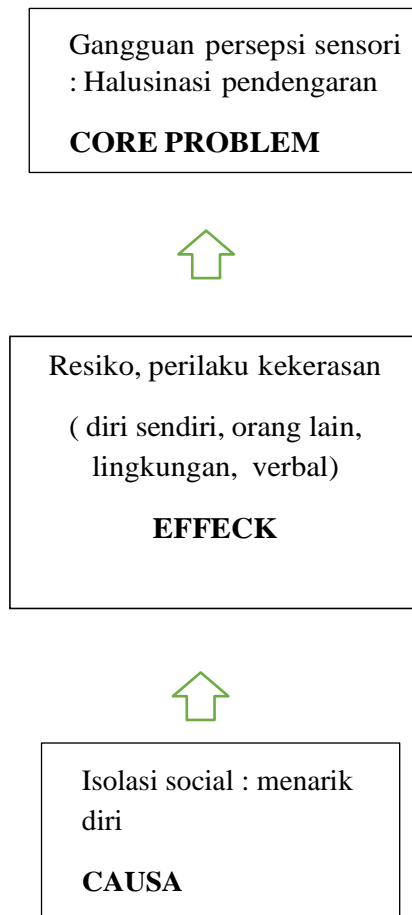 Gangguan persepsi sensori
: Halusinasi pendengaran
CORE PROBLEM
Resiko, perilaku kekerasan
( diri sendiri, orang lain,
lingkungan, verbal)
EFFECK
Isolasi social : menarik
diri
CAUSA